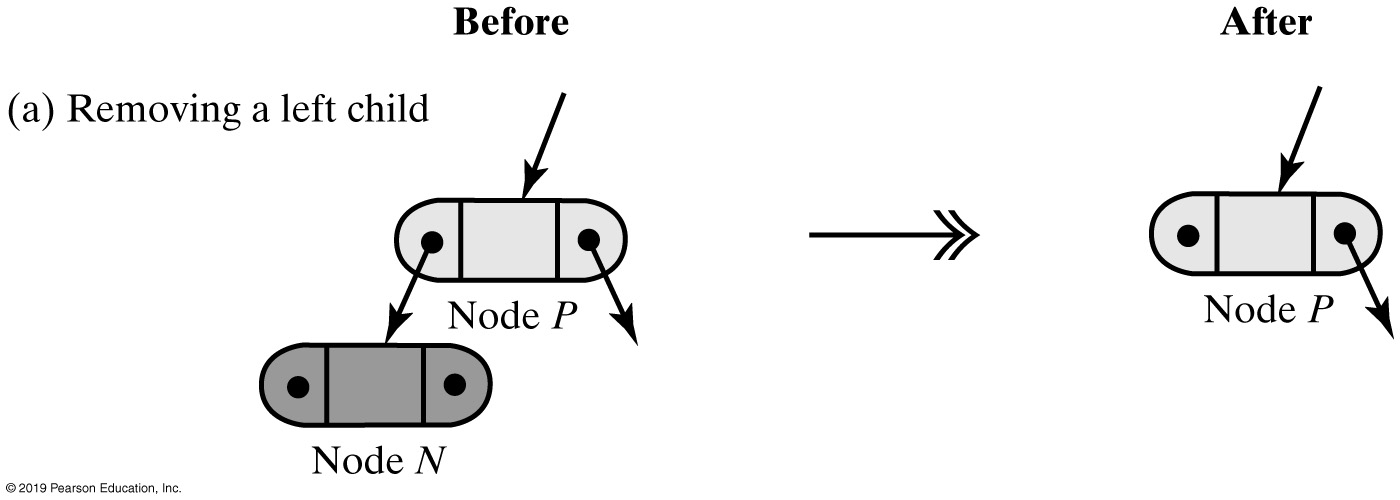 Before
After
(a) Removing a left child
Node P
Node P
Node N
© 2019 Pearson Education, Inc.